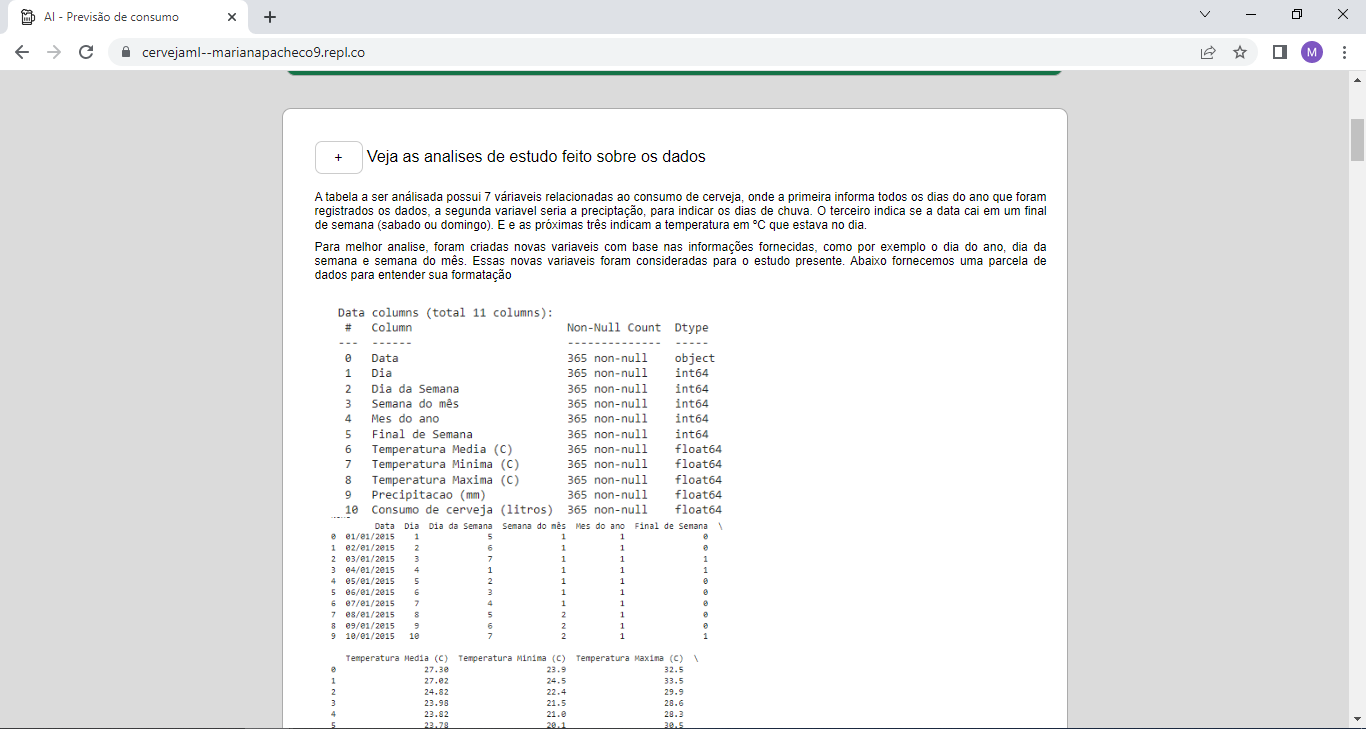 AI - Previsão de consumo
cervejaml--marianapacheco9.repl.co
M
+ Veja as analises de estudo feito sobre os dados
A tabela a ser análisada possui 7 váriaveis relacionadas ao consumo de cerveja, onde a primeira informa todos os dias do ano que foram
registrados os dados, a segunda variavel seria a preciptação, para indicar os dias de chuva. O terceiro indica se a data cai em um final
de semana (sabado ou domingo). E e as próximas três indicam a temperatura em ºC que estava no dia.
Para melhor analise, foram criadas novas variaveis com base nas informações fornecidas, como por exemplo o dia do ano, dia da
semana e semana do mês. Essas novas variaveis foram consideradas para o estudo presente. Abaixo fornecemos uma parcela de
dados para entender sua formatação
Data columns (total 11 columns):
# Column Non-Null Count Dtype
--- ------ -------------- -----
0 Data 365 non-null object
1 Dia 365 non-null int64
2 Dia da Semana 365 non-null int64
3 Semana do mês 365 non-null int64
4 Mes do ano 365 non-null int64
5 Final de Semana 365 non-null int64
6 Temperatura Media (C) 365 non-null float64
7 Temperatura Minima (C) 365 non-null float64
8 Temperatura Maxima (C) 365 non-null float64
9 Precipitacao (mm) 365 non-null float64
10 Consumo de cerveja (litros) 365 non-null float64
Data Dia Dia da Semana Semana do mês Mes do ano Final de Semana \
0 01/01/2015 1 5 1 1 0
1 02/01/2015 2 6 1 1 0
2 03/01/2015 3 7 1 1 1
3 04/01/2015 4 1 1 1 1
4 05/01/2015 5 2 1 1 0
5 06/01/2015 6 3 1 1 0
6 07/01/2015 7 4 1 1 0
7 08/01/2015 8 5 2 1 0
8 09/01/2015 9 6 2 1 0
9 10/01/2015 10 7 2 1 1
Temperatura Media (C) Temperatura Minima (C) Temperatura Maxima (C) \
0 27.30 23.9 32.5
1 27.02 24.5 33.5
2 24.82 22.4 29.9
3 23.98 21.5 28.6
4 23.82 21.0 28.3
5 23.78 20.1 30.5